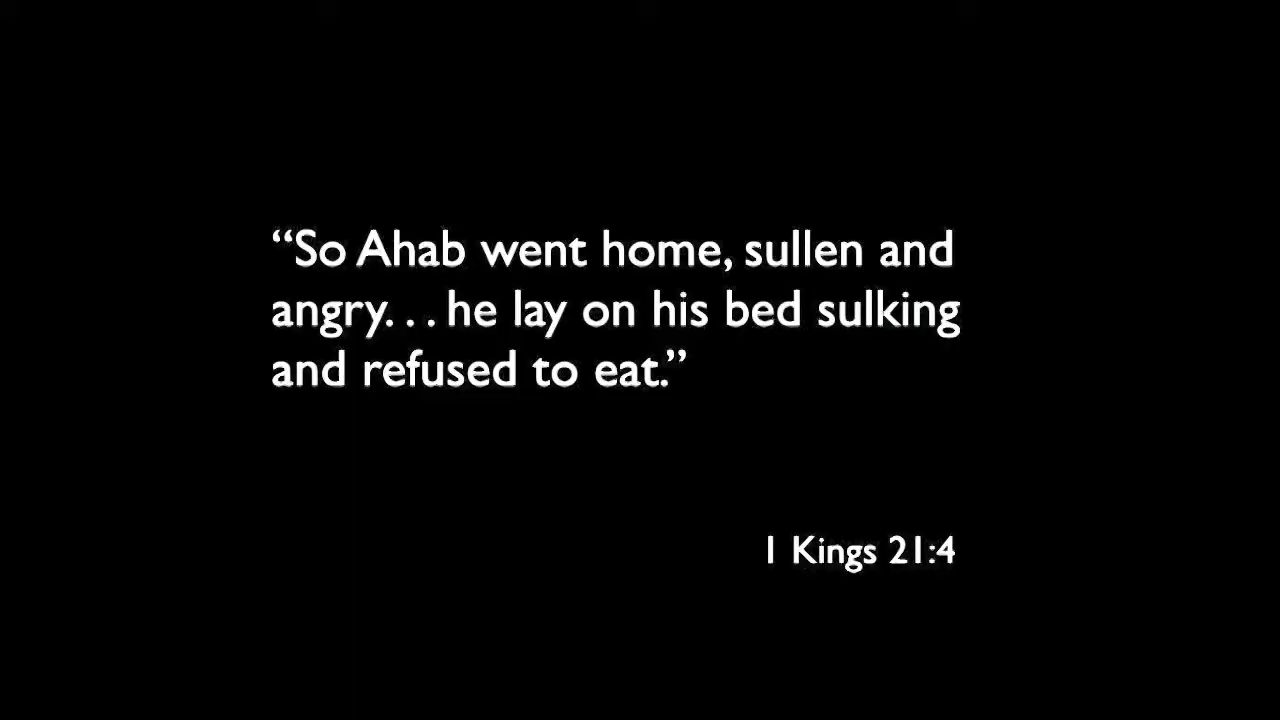 “So Ahab went home, sullen and
angry. . . he lay on his bed sulking
and refused to eat.”
1 Kings 21:4